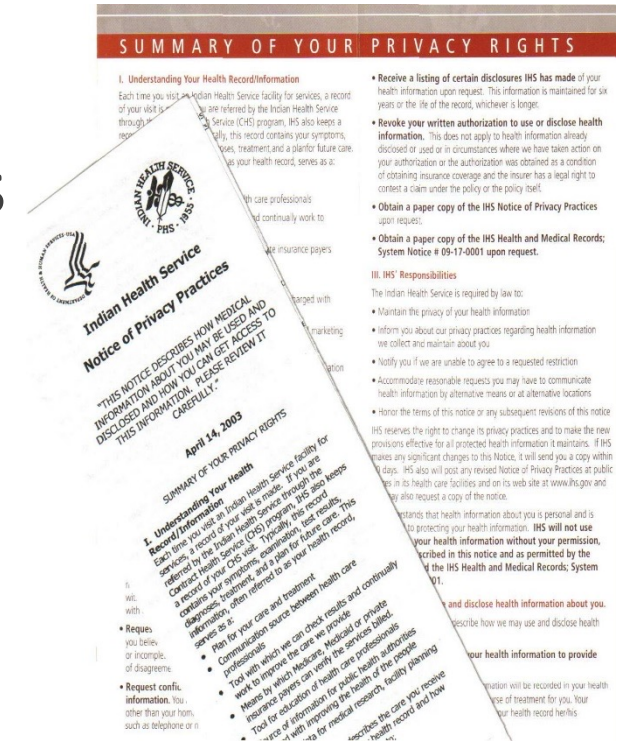 SUMMARY OF YOUR PRIVACY RIGHTS
I. Understanding Your Health Record/Information
Each time you visit an Indian Health Service facility for services, a record
of your visit is you are referred by the Indian Health Service
through Service (CHS) program, IHS also keeps a
this record contains your symptoms,
treatment, and a plan for future care.
as your health record, serves as a:
health care professionals
and continually work to
insurance payers
charged with
marketing
• Reques
you believ
or incomple
of disagreeme
• Request confid
information. You
other than your hom
such as telephone or n
• Receive a listing of certain disclosures IHS has made of your
health information upon request. This information is maintained for six
years or the life of the record, whichever is longer.
• Revoke your written authorization to use or disclose health
information. This does not apply to health information already
disclosed or used or in circumstances where we have taken action on
your authorization or the authorization was obtained as a condition
of obtaining insurance coverage and the insurer has a legal right to
contest a claim under the policy or the policy itself.
• Obtain a paper copy of the IHS Notice of Privacy Practices
upon request.
• Obtain a paper copy of the IHS Health and Medical Records;
System Notice # 09-17-0001 upon request.
III. IHS' Responsibilities
The Indian Health Service is required by law to:
• Maintain the privacy of your health information
• Inform you about our privacy practices regarding health information
we collect and maintain about you
• Notify you if we are unable to agree to a requested restriction
• Accommodate reasonable requests you may have to communicate
health information by alternative means or at alternative locations
• Honor the terms of this notice or any subsequent revisions of this notice
IHS reserves the right to change its privacy practices and to make the new
provisions effective for all protected health information it maintains. If IHS
makes any significant changes to this Notice, it will send you a copy within
days. IHS also will post any revised Notice of Privacy Practices at public
in its health care facilities and on its web site at www.ihs.gov and
may also request a copy of the notice.
understands that health information about you is personal and is
to protecting your health information. IHS will not use
your health information without your permission,
described in this notice and as permitted by the
the IHS Health and Medical Records; System
and disclose health information about you.
describe how we may use and disclose health
your health information to provide
information will be recorded in your health
course of treatment for you. Your
your health record her/his
INDIAN HEALTH SERVICE
PHS - 1955
Indian Health Service
Notice of Privacy Practices
"THIS NOTICE DESCRIBES HOW MEDICAL
INFORMATION ABOUT YOU MAY BE USED AND
DISCLOSED AND HOW YOU CAN GET ACCESS TO
THIS INFORMATION. PLEASE REVIEW IT
CAREFULLY."
April 14, 2003
SUMMARY OF YOUR PRIVACY RIGHTS
I. Understanding Your Health
Record/Information
Each time you visit an Indian Health Service facility for
services, a record of your visit is made. If you are
referred by the Indian Health Service through the
Contract Health Service (CHS) program, IHS also keeps
a record of your CHS visit. Typically, this record
contains your symptoms, examination, test results,
diagnoses, treatment, and a plan for future care. This
information, often referred to as your health record,
serves as a:
• Plan for your care and treatment
• Communication source between health care
professionals
• Tool with which we can check results and continually
work to improve the care we provide
• Means by which Medicare, Medicaid or private
insurance payers can verify the services billed.
• Tool for education of health care professionals
source of information for public health authorities
with improving the health of the people
data for medical research, facility planning
describes the care you receive
health record and how